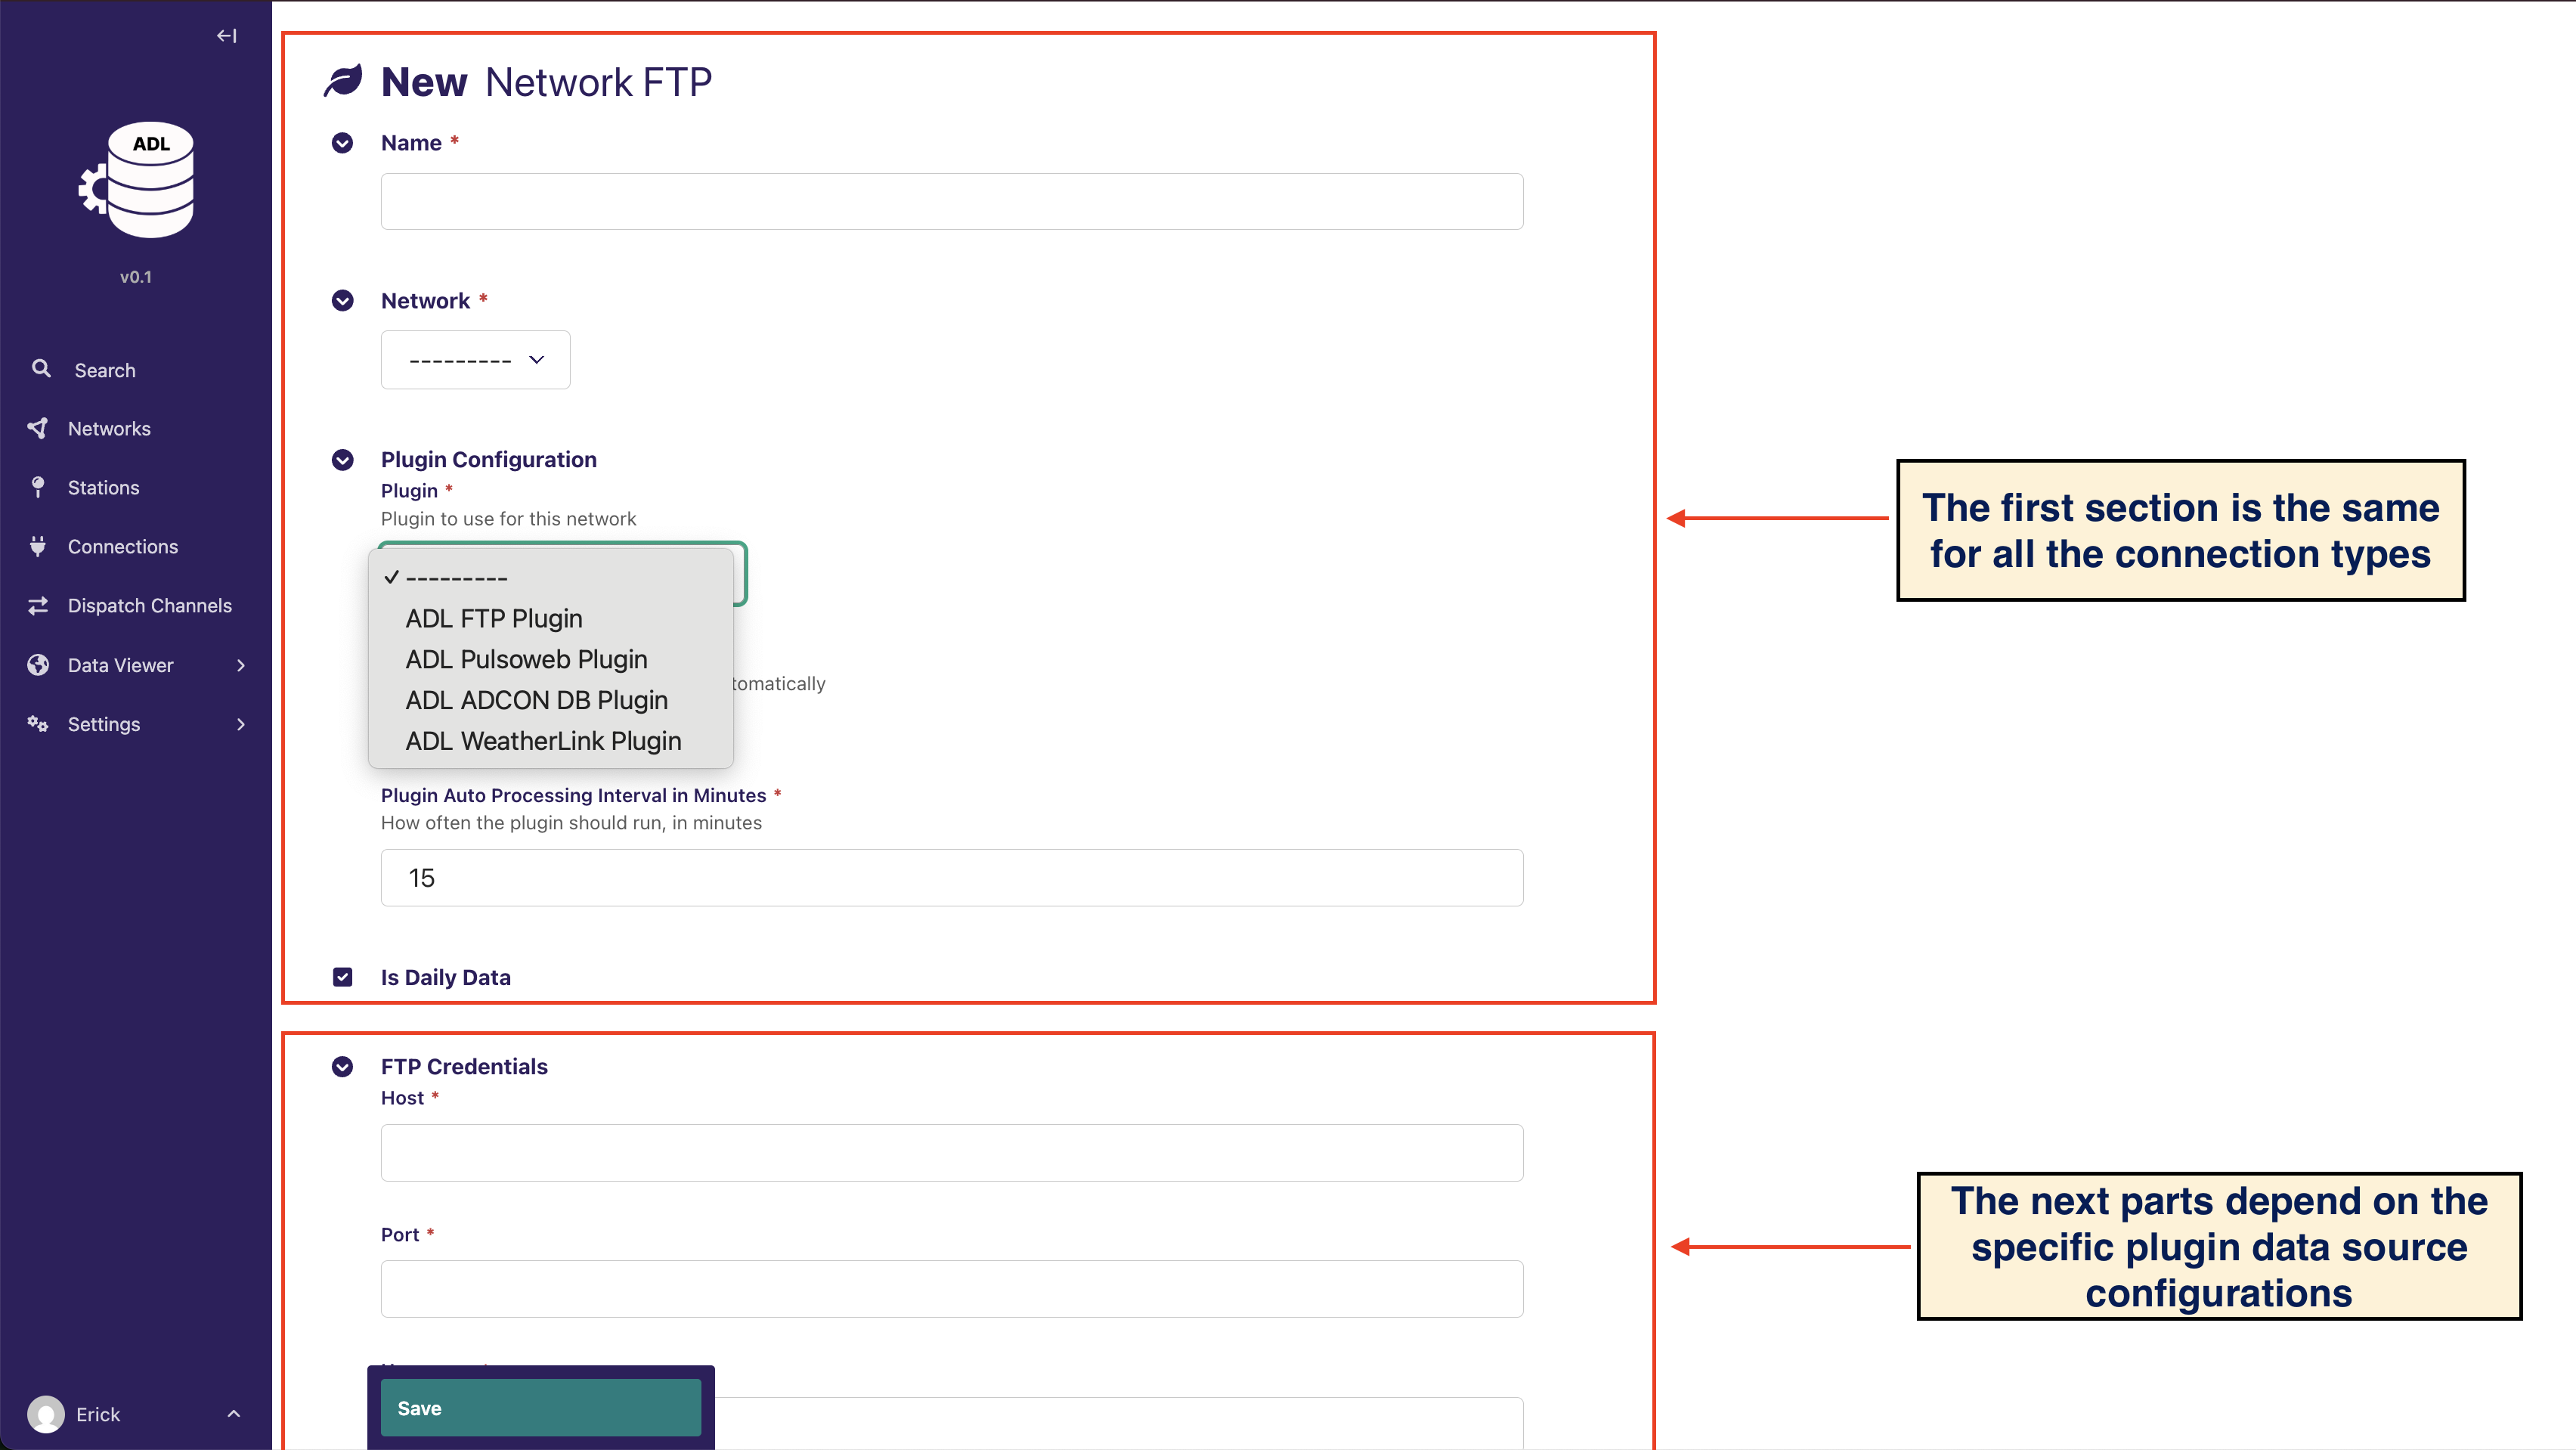 ADL
v0.1
Search
Networks
Stations
Connections
Dispatch Channels
Data Viewer
Settings
Erick
New Network FTP
Name *
Network *
---------
Plugin Configuration
Plugin *
Plugin to use for this network
---------
ADL FTP Plugin
ADL Pulsoweb Plugin
ADL ADCON DB Plugin
ADL WeatherLink Plugin
tomatically
Plugin Auto Processing Interval in Minutes *
How often the plugin should run, in minutes
15
Is Daily Data
FTP Credentials
Host *
Port *
Save
The first section is the same
for all the connection types
The next parts depend on the
specific plugin data source
configurations